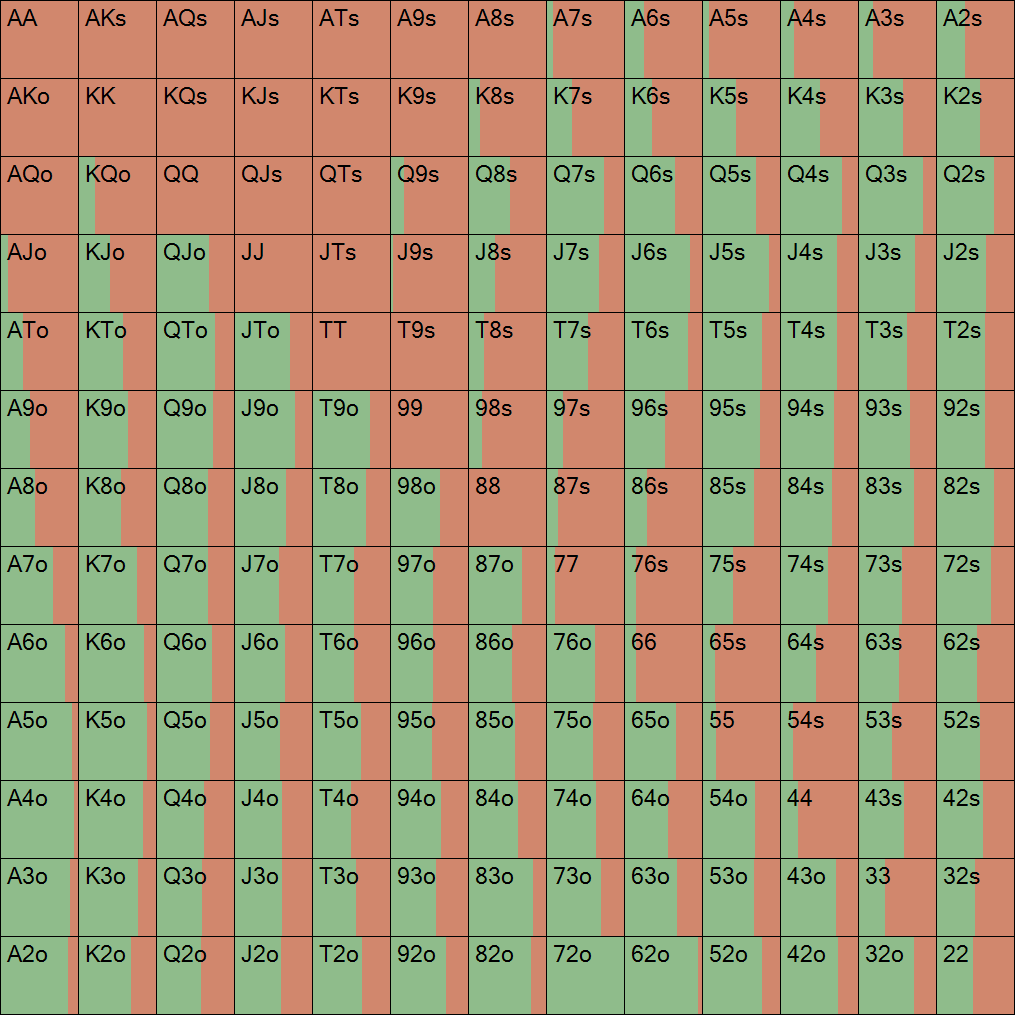 AA AKs AQs AJs ATs A9s A8s A7s A6s A5s A4s A3s A2s
AKo KK KQs KJs KTs K9s K8s K7s K6s K5s K4s K3s K2s
AQo KQo QQ QJs QTs Q9s Q8s Q7s Q6s Q5s Q4s Q3s Q2s
AJo KJo QJo JJ JTs J9s J8s J7s J6s J5s J4s J3s J2s
ATo KTo QTo JTo TT T9s T8s T7s T6s T5s T4s T3s T2s
A9o K9o Q9o J9o T9o 99 98s 97s 96s 95s 94s 93s 92s
A8o K8o Q8o J8o T8o 98o 88 87s 86s 85s 84s 83s 82s
A7o K7o Q7o J7o T7o 97o 87o 77 76s 75s 74s 73s 72s
A6o K6o Q6o J6o T6o 96o 86o 76o 66 65s 64s 63s 62s
A5o K5o Q5o J5o T5o 95o 85o 75o 65o 55 54s 53s 52s
A4o K4o Q4o J4o T4o 94o 84o 74o 64o 54o 44 43s 42s
A3o K3o Q3o J3o T3o 93o 83o 73o 63o 53o 43o 33 32s
A2o K2o Q2o J2o T2o 92o 82o 72o 62o 52o 42o 32o 22